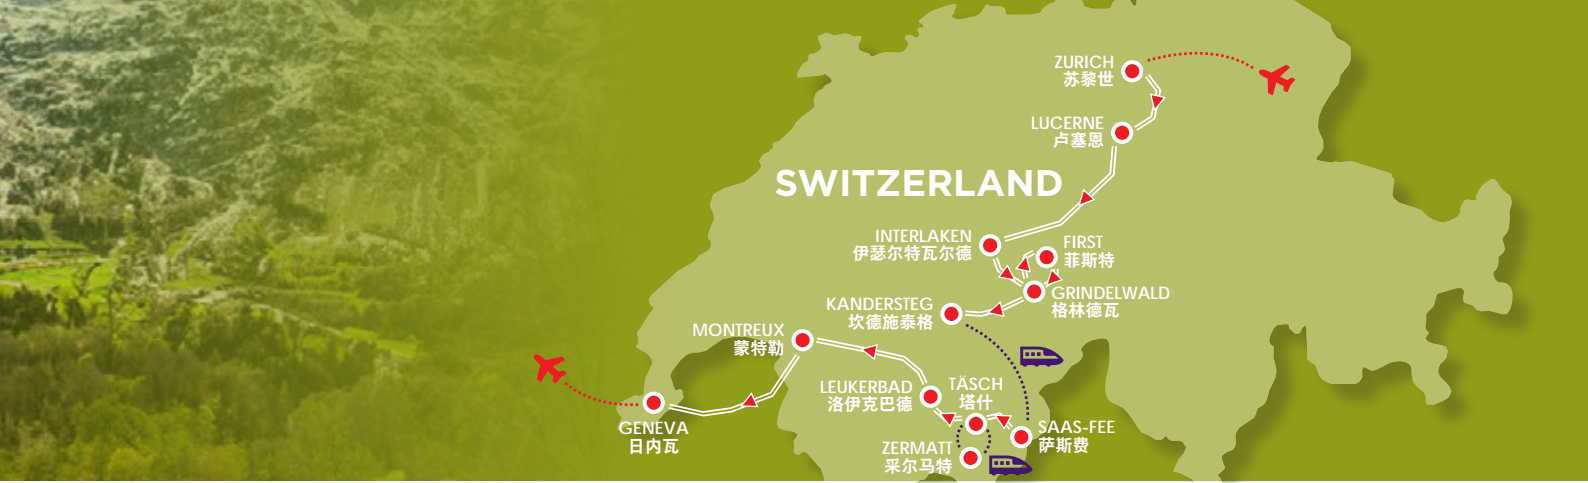 ZURICH
苏黎世
LUCERNE
卢塞恩
SWITZERLAND
INTERLAKEN
伊瑟尔特瓦尔德
FIRST
菲斯特
GRINDELWALD
格林德瓦
KANDERSTEG
坎德施泰格
MONTREUX
蒙特勒
LEUKERBAD
洛伊克巴德
TÄSCH
塔什
GENEVA
日内瓦
SAAS-FEE
萨斯费
ZERMATT
采尔马特